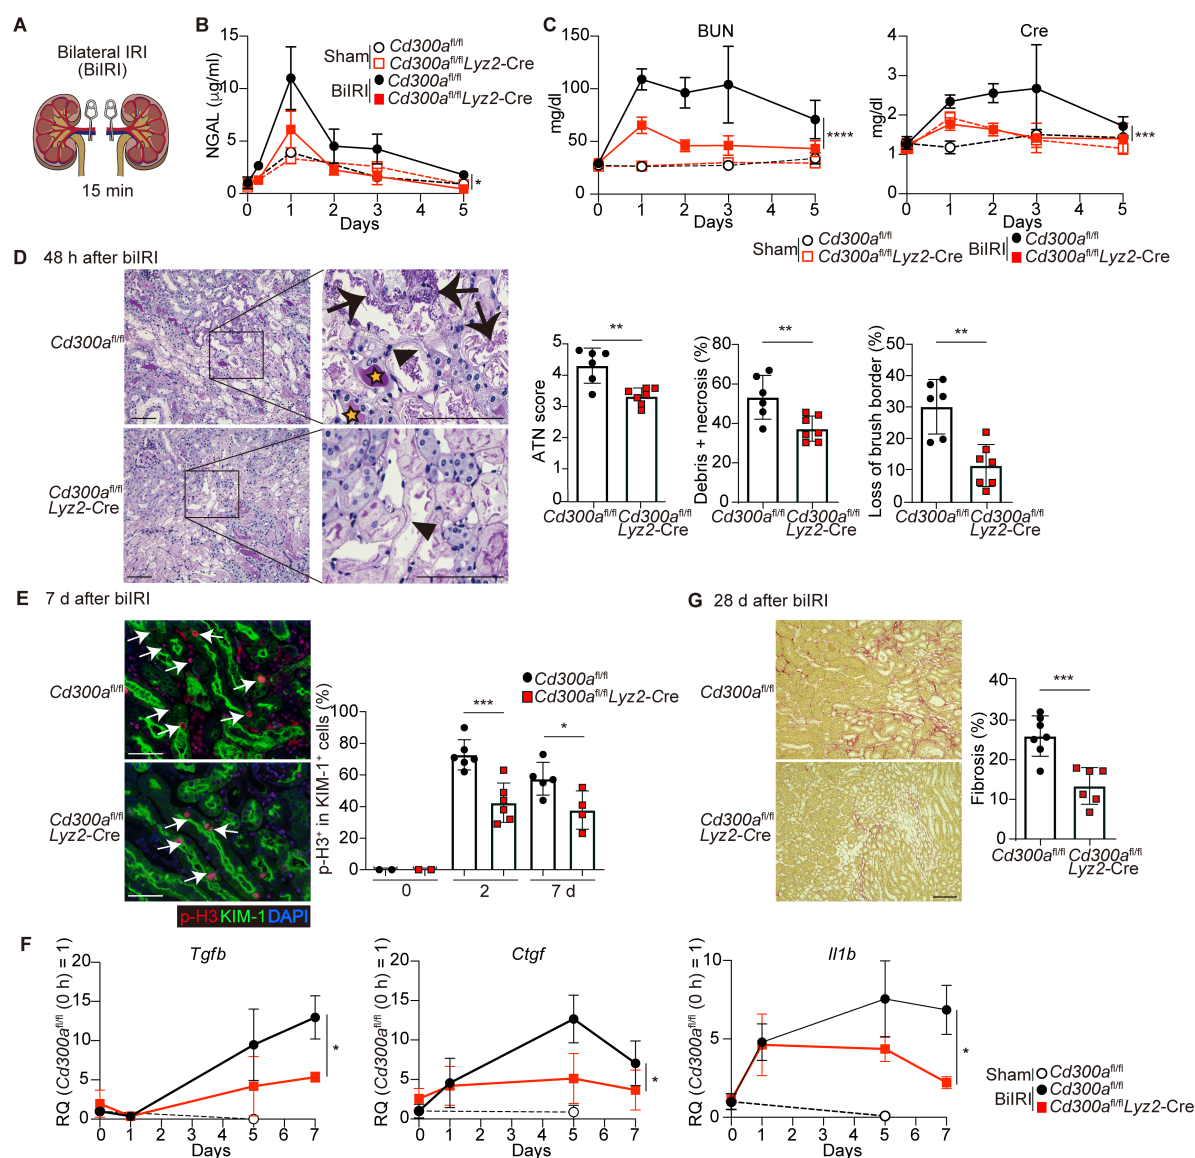 A
Bilateral IRI
(BiIRI)
15 min
B
NGAL (µg/ml)
15
10
5
0
0 1 2 3 4 5
Days
Sham
Cd300a^fl/fl
Cd300a^fl/fl Lyz2-Cre
BiIRI
Cd300a^fl/fl
Cd300a^fl/fl Lyz2-Cre
*
C
BUN
mg/dl
150
100
50
0
0 1 2 3 4 5
Days
****
Cre
mg/dl
4
3
2
1
0
0 1 2 3 4 5
Days
***
Sham
Cd300a^fl/fl
Cd300a^fl/fl Lyz2-Cre
BiIRI
Cd300a^fl/fl
Cd300a^fl/fl Lyz2-Cre
D 48 h after biIRI
Cd300a^fl/fl
Cd300a^fl/fl
Lyz2-Cre
ATN score
5
4
3
2
1
0
**
Cd300a^fl/fl Cd300a^fl/fl
Lyz2-Cre
Debris + necrosis (%)
80
60
40
20
0
**
Cd300a^fl/fl Cd300a^fl/fl
Lyz2-Cre
Loss of brush border (%)
50
40
30
20
10
0
**
Cd300a^fl/fl Cd300a^fl/fl
Lyz2-Cre
E 7 d after biIRI
Cd300a^fl/fl
Cd300a^fl/fl
Lyz2-Cre
p-H3 KIM-1 DAPI
Cd300a^fl/fl
Cd300a^fl/fl Lyz2-Cre
p-H3+ in KIM-1+ cells (%)
100
80
60
40
20
0
***
*
0 2 7 d
G 28 d after biIRI
Cd300a^fl/fl
Cd300a^fl/fl
Lyz2-Cre
Fibrosis (%)
40
30
20
10
0
***
Cd300a^fl/fl Cd300a^fl/fl
Lyz2-Cre
F
Tgfb
RQ (Cd300a^fl/fl (0 h) = 1)
20
15
10
5
0
0 1 2 3 4 5 7
Days
*
Ctgf
RQ (Cd300a^fl/fl (0 h) = 1)
20
15
10
5
0
0 1 2 3 4 5 7
Days
*
Il1b
RQ (Cd300a^fl/fl (0 h) = 1)
10
5
0
0 1 2 3 4 5 7
Days
*
Sham
Cd300a^fl/fl
BiIRI
Cd300a^fl/fl
Cd300a^fl/fl Lyz2-Cre